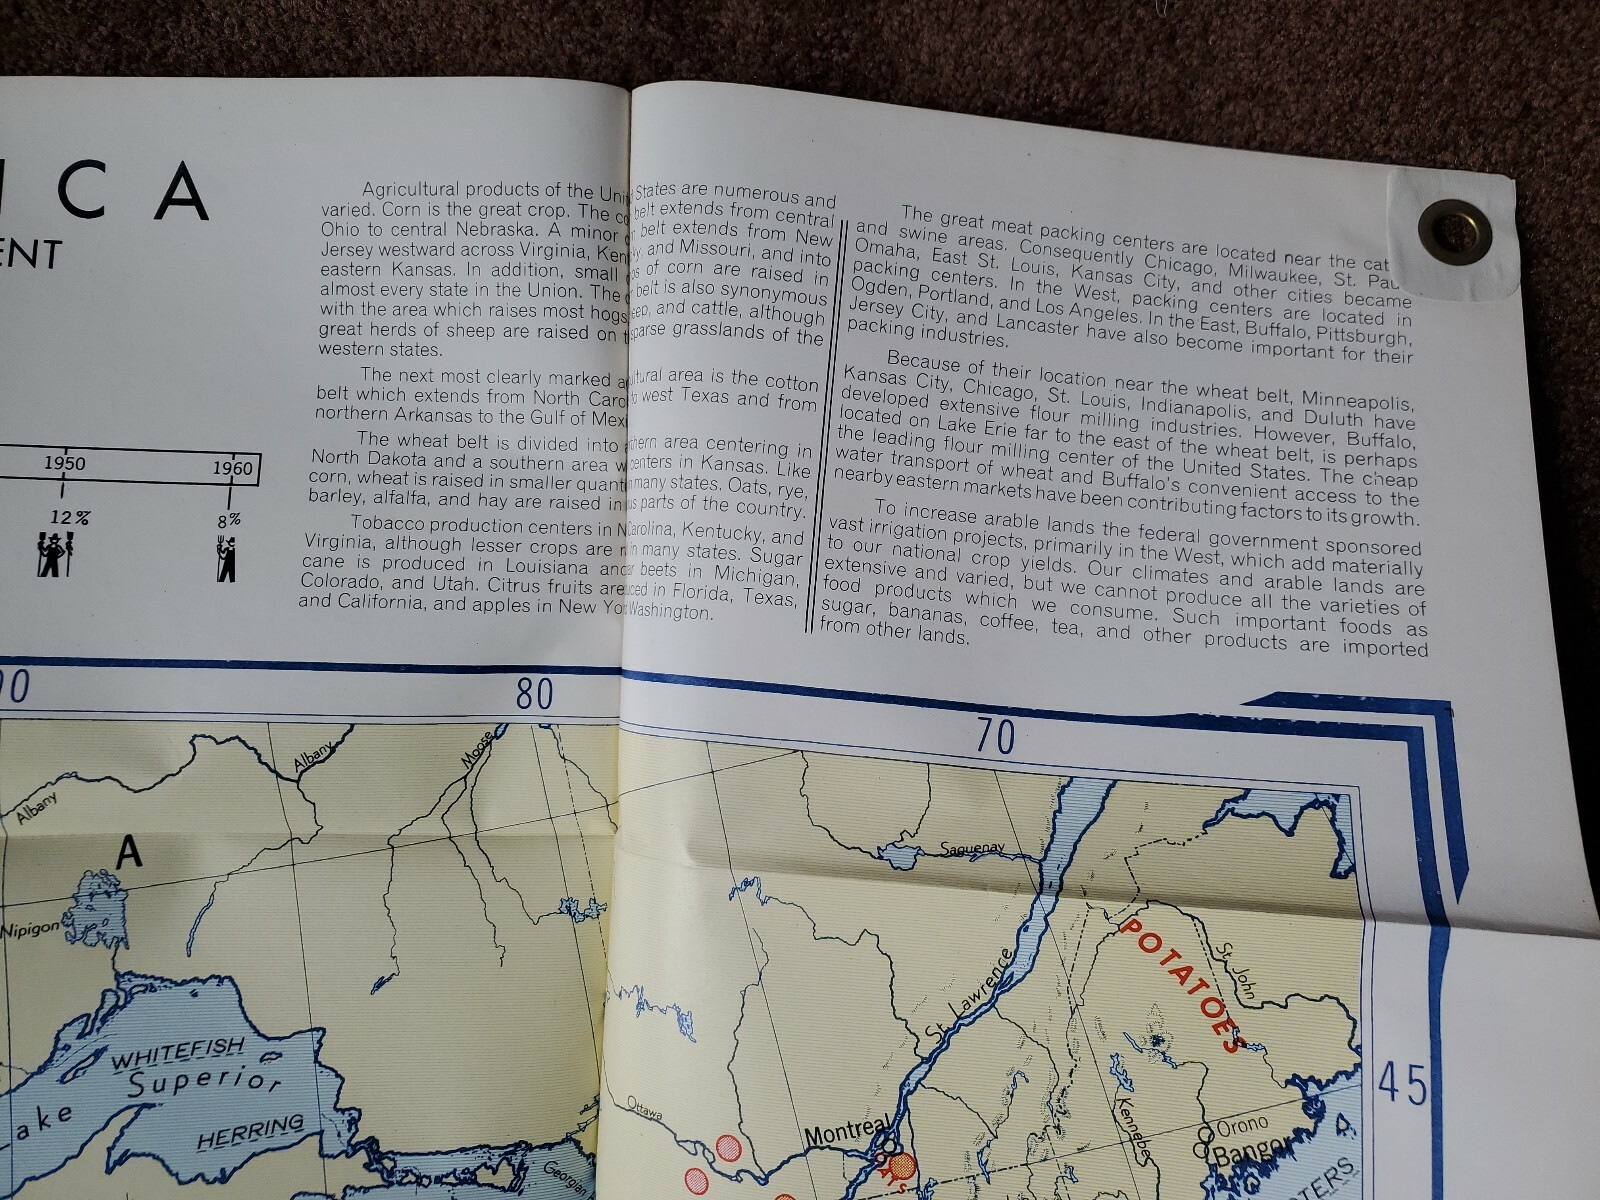 ICA
ENT
1950
1960
12%
8%
Agricultural products of the Uni States are numerous and
varied. Corn is the great crop. The co belt extends from central
Ohio to central Nebraska. A minor belt extends from New
Jersey westward across Virginia, Ken and Missouri, and into
eastern Kansas. In addition, small of corn are raised in
almost every state in the Union. The belt is also synonymous
with the area which raises most hogs and cattle, although
great herds of sheep are raised on grasslands of the
western states.
The next most clearly marked area is the cotton
belt which extends from North Caro west Texas and from
northern Arkansas to the Gulf of Mex
The wheat belt is divided into area centering in
North Dakota and a southern area centers in Kansas. Like
corn, wheat is raised in smaller quant many states. Oats, rye,
barley, alfalfa, and hay are raised in parts of the country.
Tobacco production centers in N Carolina, Kentucky, and
Virginia, although lesser crops are in many states. Sugar
cane is produced in Louisiana and beets in Michigan,
Colorado, and Utah. Citrus fruits are in Florida, Texas,
and California, and apples in New Yo Washington.
The great meat packing centers are located near the cat
and swine areas. Consequently Chicago, Milwaukee, St. Pau
Omaha, East St. Louis, Kansas City, and other cities became
packing centers. In the West, packing centers are located in
Ogden, Portland, and Los Angeles. In the East, Buffalo, Pittsburgh,
Jersey City, and Lancaster have also become important for their
packing industries.
Because of their location near the wheat belt, Minneapolis,
Kansas City, Chicago, St. Louis, Indianapolis, and Duluth have
developed extensive flour milling industries. However, Buffalo,
located on Lake Erie far to the east of the wheat belt, is perhaps
the leading flour milling center of the United States. The cheap
water transport of wheat and Buffalo's convenient access to the
nearby eastern markets have been contributing factors to its growth.
To increase arable lands the federal government sponsored
vast irrigation projects, primarily in the West, which add materially
to our national crop yields. Our climates and arable lands are
extensive and varied, but we cannot produce all the varieties of
food products which we consume. Such important foods as
sugar, bananas, coffee, tea, and other products are imported
from other lands.
80
70
Albany
Albany
Moose
A
Nipigon
Saguenay
POTATOES
St. John
St. Lawrence
WHITEFISH
Superior
ake
HERRING
45
Ottawa
Montreal
Kennebec
Orono
Bangor
Georgian
TERS